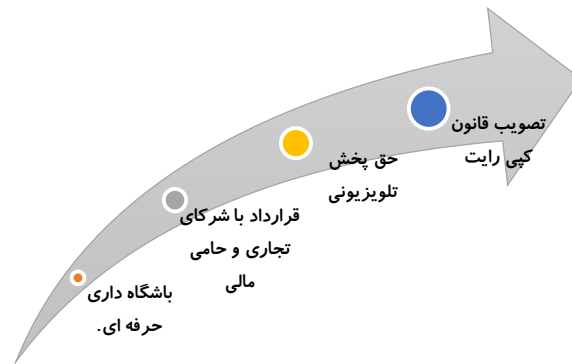 تصویب قانون
کپی رایت
حق پخش
تلویزیونی
قرارداد با شرکای
تجاری و حامی
مالی
باشگاه داری
حرفه ای.